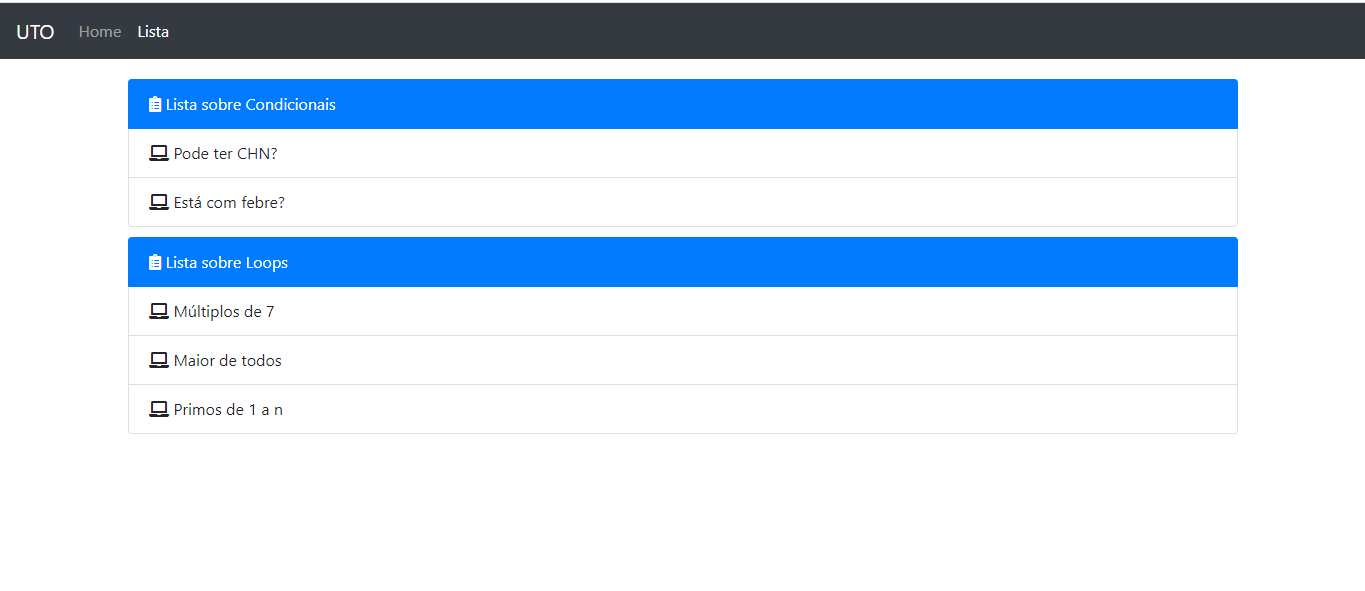 UTO Home Lista
Lista sobre Condicionais
Pode ter CHN?
Está com febre?
Lista sobre Loops
Múltiplos de 7
Maior de todos
Primos de 1 a n